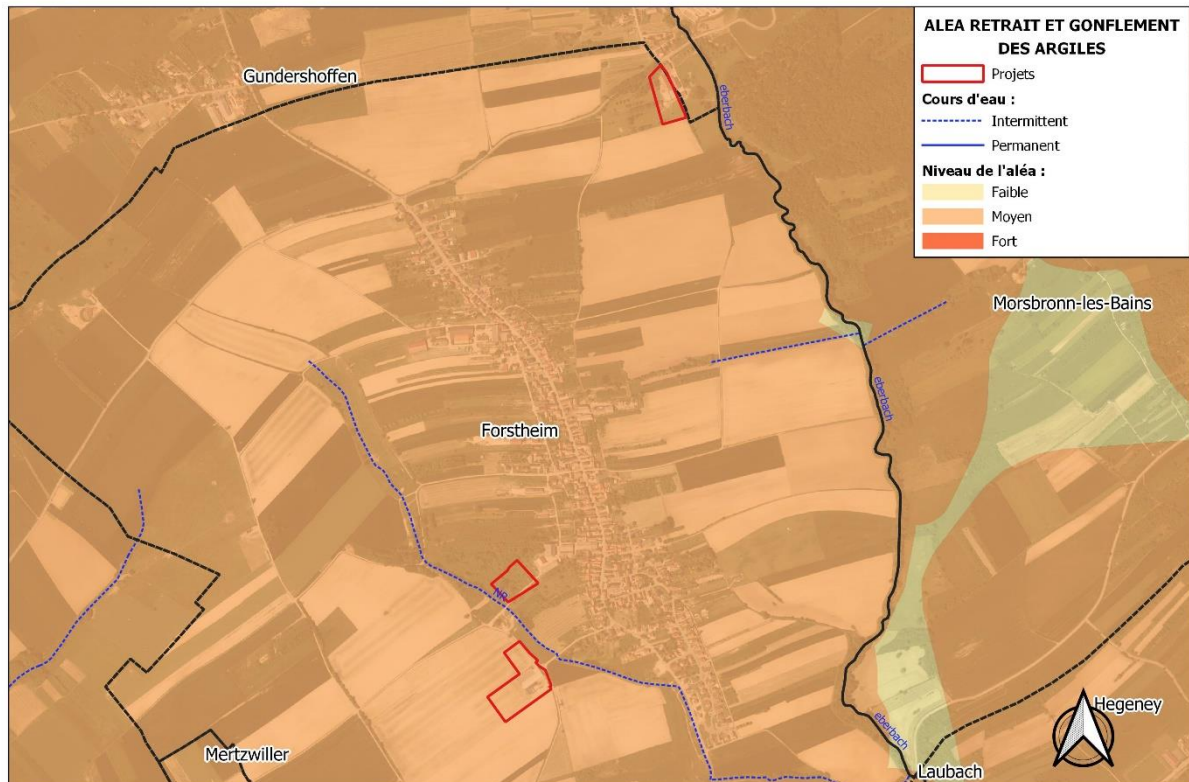 ALEA RETRAIT ET GONFLEMENT
DES ARGILES
Projets
Cours d'eau :
Intermittent
Permanent
Niveau de l'aléa :
Faible
Moyen
Fort
Gundershoffen
eberbach
Morsbronn-les-Bains
eberbach
Forstheim
NR
Hegeney
eberbach
Mertzwiller
Laubach